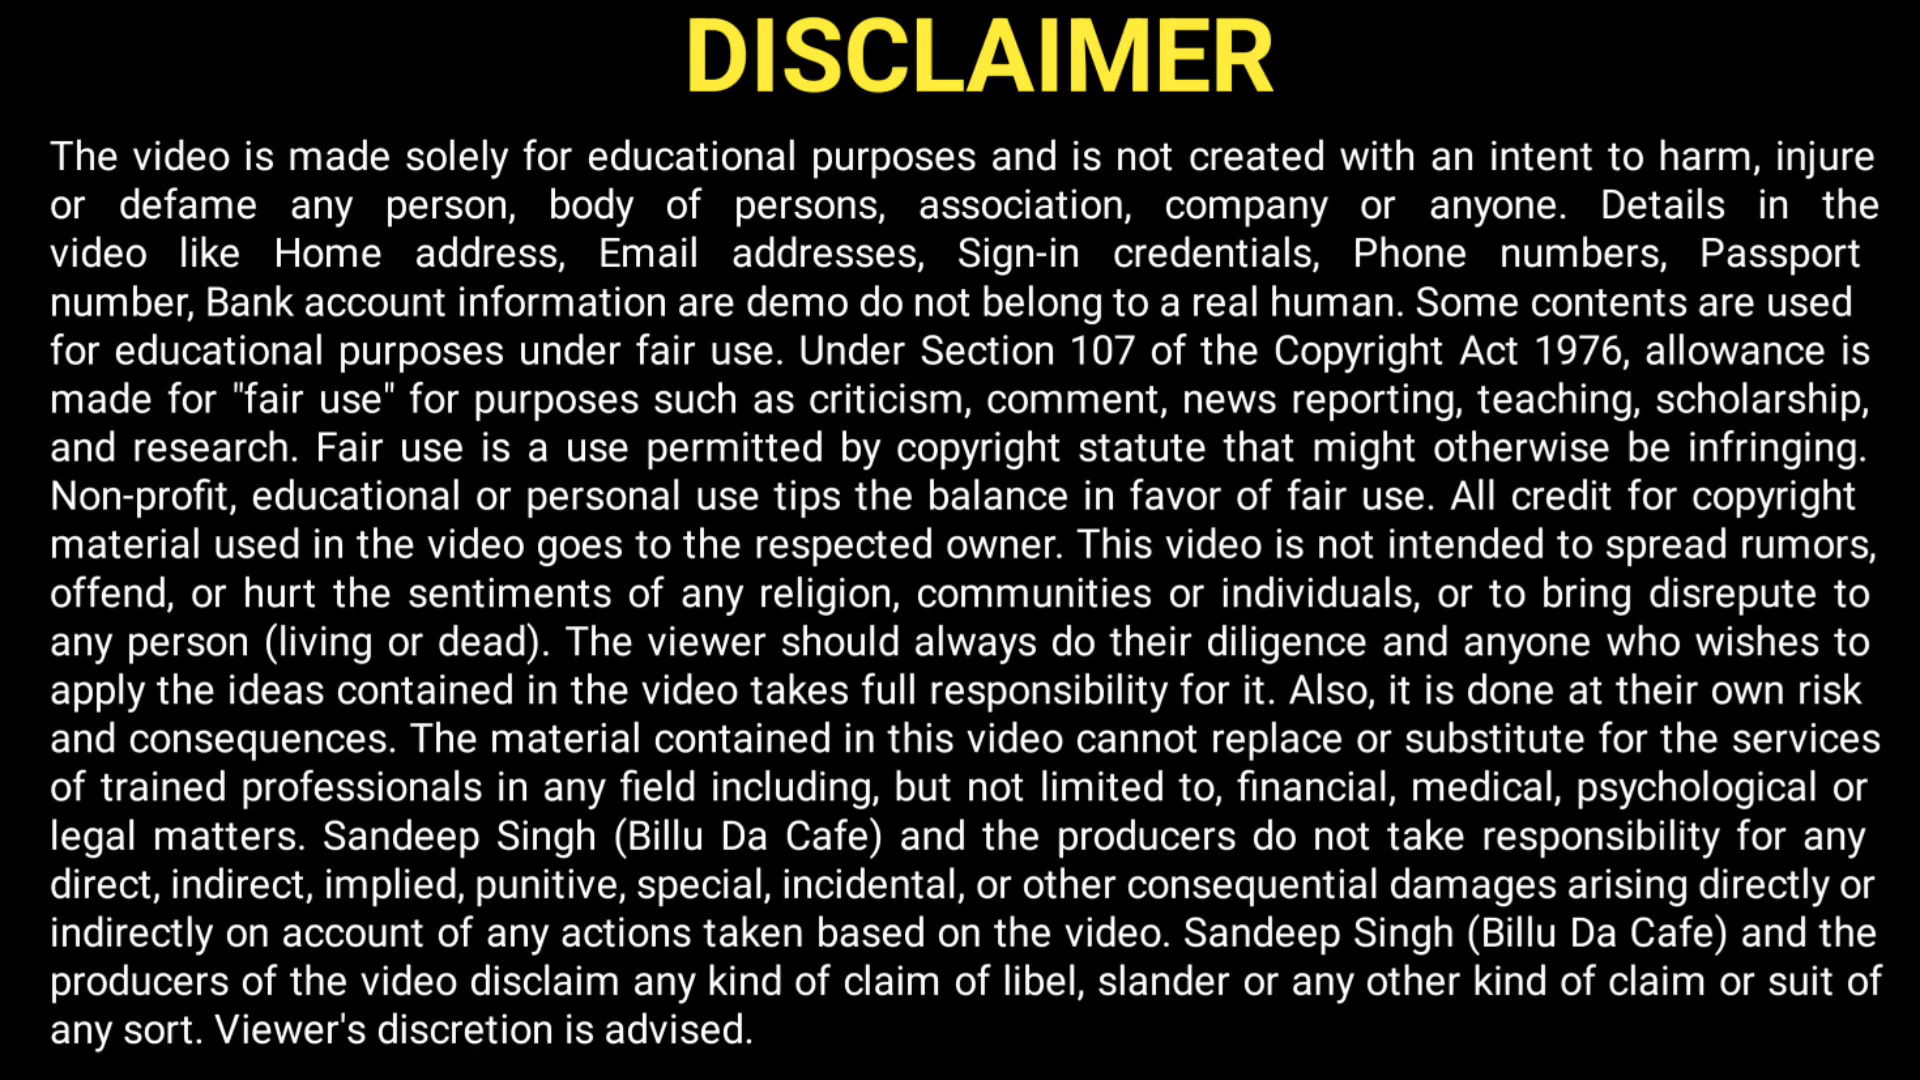 DISCLAIMER
The video is made solely for educational purposes and is not created with an intent to harm, injure
or defame any person, body of persons, association, company or anyone. Details in the
video like Home address, Email addresses, Sign-in credentials, Phone numbers, Passport
number, Bank account information are demo do not belong to a real human. Some contents are used
for educational purposes under fair use. Under Section 107 of the Copyright Act 1976, allowance is
made for "fair use" for purposes such as criticism, comment, news reporting, teaching, scholarship,
and research. Fair use is a use permitted by copyright statute that might otherwise be infringing.
Non-profit, educational or personal use tips the balance in favor of fair use. All credit for copyright
material used in the video goes to the respected owner. This video is not intended to spread rumors,
offend, or hurt the sentiments of any religion, communities or individuals, or to bring disrepute to
any person (living or dead). The viewer should always do their diligence and anyone who wishes to
apply the ideas contained in the video takes full responsibility for it. Also, it is done at their own risk
and consequences. The material contained in this video cannot replace or substitute for the services
of trained professionals in any field including, but not limited to, financial, medical, psychological or
legal matters. Sandeep Singh (Billu Da Cafe) and the producers do not take responsibility for any
direct, indirect, implied, punitive, special, incidental, or other consequential damages arising directly or
indirectly on account of any actions taken based on the video. Sandeep Singh (Billu Da Cafe) and the
producers of the video disclaim any kind of claim of libel, slander or any other kind of claim or suit of
any sort. Viewer's discretion is advised.